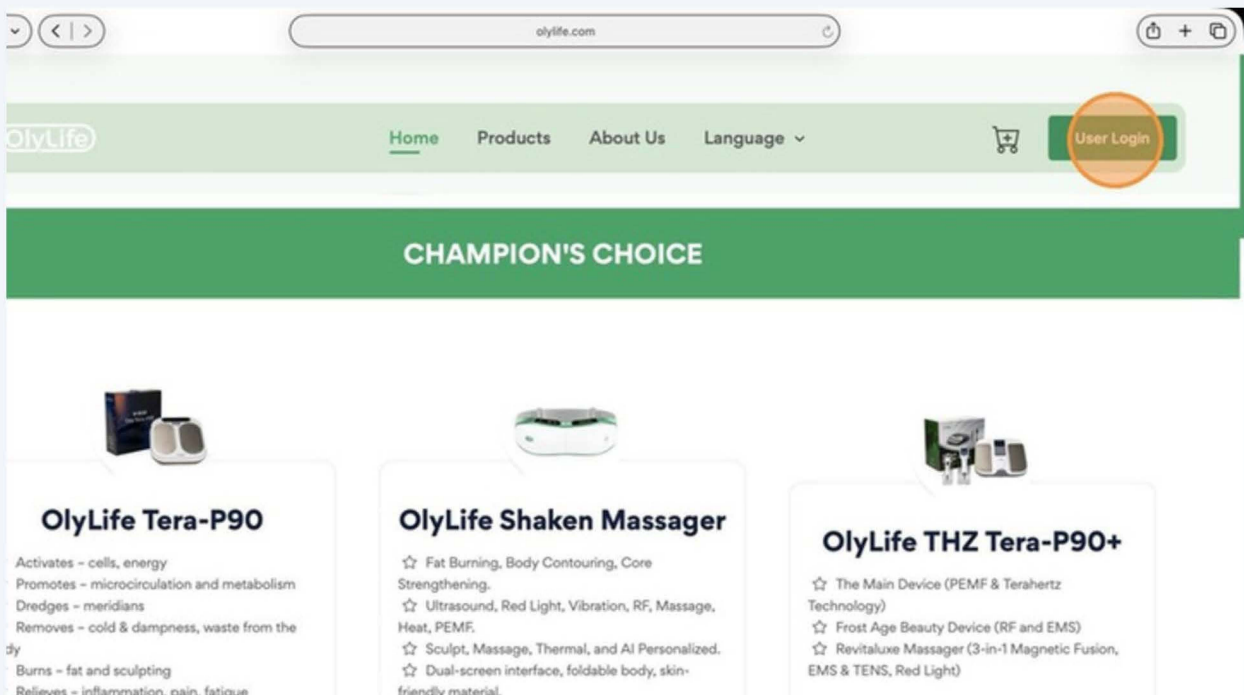 olylife.com
OlyLife
Home Products About Us Language
User Login
CHAMPION'S CHOICE
OlyLife Tera-P90
Activates – cells, energy
Promotes – microcirculation and metabolism
Dredges – meridians
Removes – cold & dampness, waste from the
dy
Burns – fat and sculpting
Relieves – inflammation, pain, fatigue
OlyLife Shaken Massager
☆ Fat Burning, Body Contouring, Core
Strengthening.
☆ Ultrasound, Red Light, Vibration, RF, Massage,
Heat, PEMF.
☆ Sculpt, Massage, Thermal, and AI Personalized.
☆ Dual-screen interface, foldable body, skin-
friendly material.
OlyLife THZ Tera-P90+
☆ The Main Device (PEMF & Terahertz
Technology)
☆ Frost Age Beauty Device (RF and EMS)
☆ Revitaluxe Massager (3-in-1 Magnetic Fusion,
EMS & TENS, Red Light)